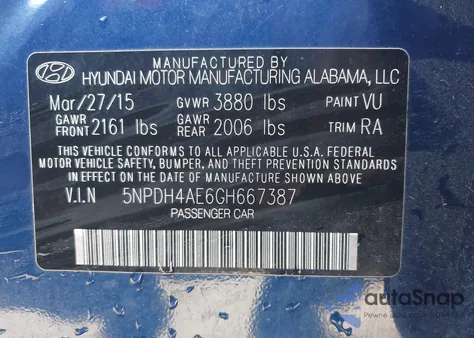 MANUFACTURED BY
HYUNDAI MOTOR MANUFACTURING ALABAMA, LLC
Mar/27/15 GVWR 3880 lbs PAINT VU
GAWR FRONT 2161 lbs GAWR REAR 2006 lbs TRIM RA
THIS VEHICLE CONFORMS TO ALL APPLICABLE U.S.A. FEDERAL
MOTOR VEHICLE SAFETY, BUMPER, AND THEFT PREVENTION STANDARDS
IN EFFECT ON THE DATE OF MANUFACTURE SHOWN ABOVE.
V.I.N 5NPDH4AE6GH667387
PASSENGER CAR
autoSnap